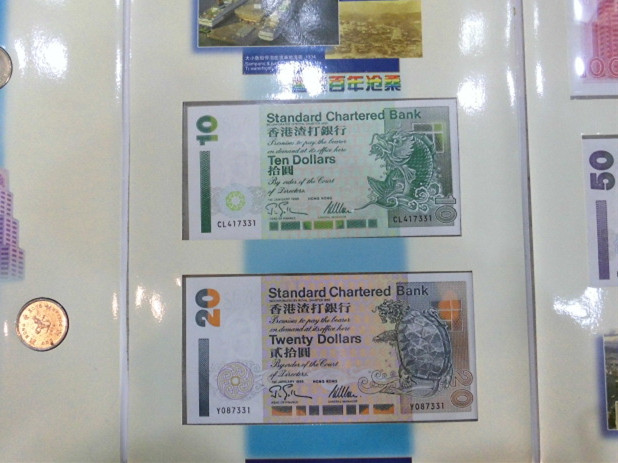 百年沧桑
10
Standard Chartered Bank
香港渣打銀行
Promise to pay the bearer
on demand at its office here
Ten Dollars
拾圓
By order of the Court
of Directors
HONG KONG
CL417331
CL417331
10
20
Standard Chartered Bank
香港渣打銀行
Promise to pay the bearer
on demand at its office here
Twenty Dollars
貳拾圓
By order of the Court
of Directors
HONG KONG
Y087331
Y087331
50
100